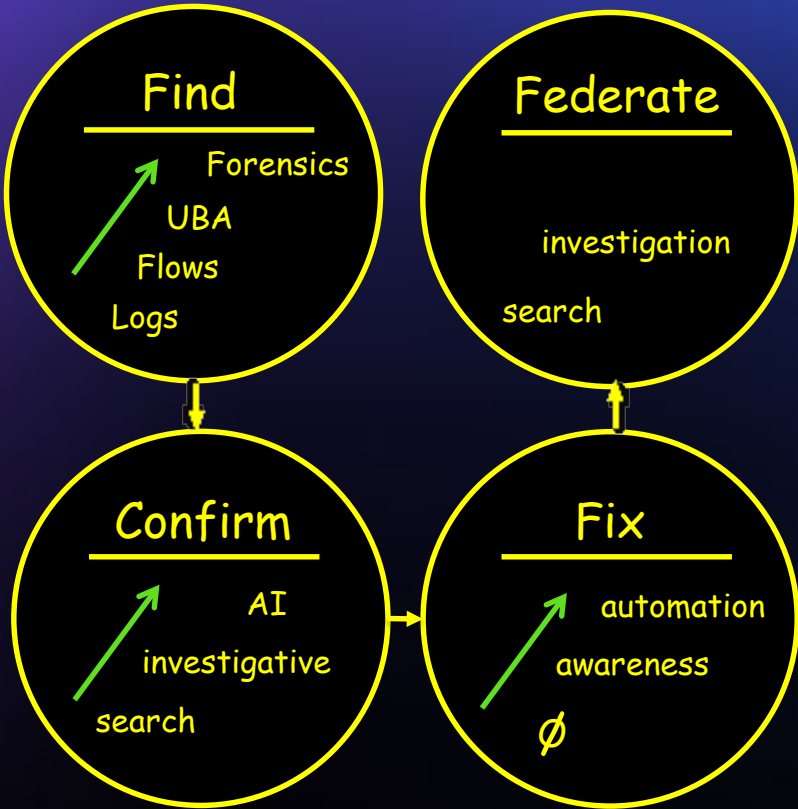 Find
Forensics
UBA
Flows
Logs
Federate
investigation
search
Confirm
AI
investigative
search
Fix
automation
awareness
ϕ